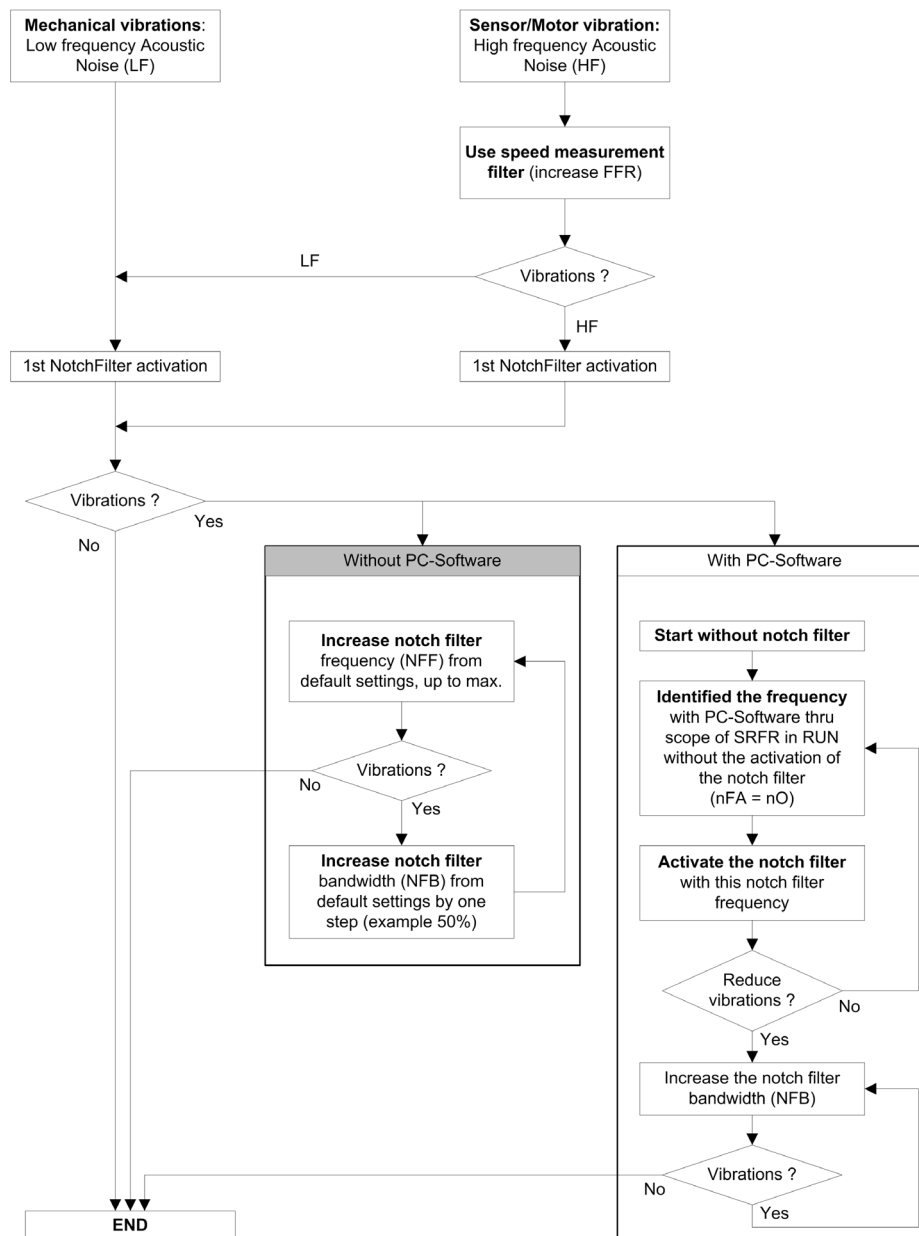 Mechanical vibrations:
Low frequency Acoustic
Noise (LF)
Sensor/Motor vibration:
High frequency Acoustic
Noise (HF)
Use speed measurement
filter (increase FFR)
LF
Vibrations ?
HF
1st NotchFilter activation
1st NotchFilter activation
Vibrations ?
Yes
No
Without PC-Software
Increase notch filter
frequency (NFF) from
default settings, up to max.
Vibrations ?
No
Yes
Increase notch filter
bandwidth (NFB) from
default settings by one
step (example 50%)
With PC-Software
Start without notch filter
Identified the frequency
with PC-Software thru
scope of SRFR in RUN
without the activation of
the notch filter
(nFA = nO)
Activate the notch filter
with this notch filter
frequency
Reduce
vibrations ?
No
Yes
Increase the notch filter
bandwidth (NFB)
Vibrations ?
No
Yes
END